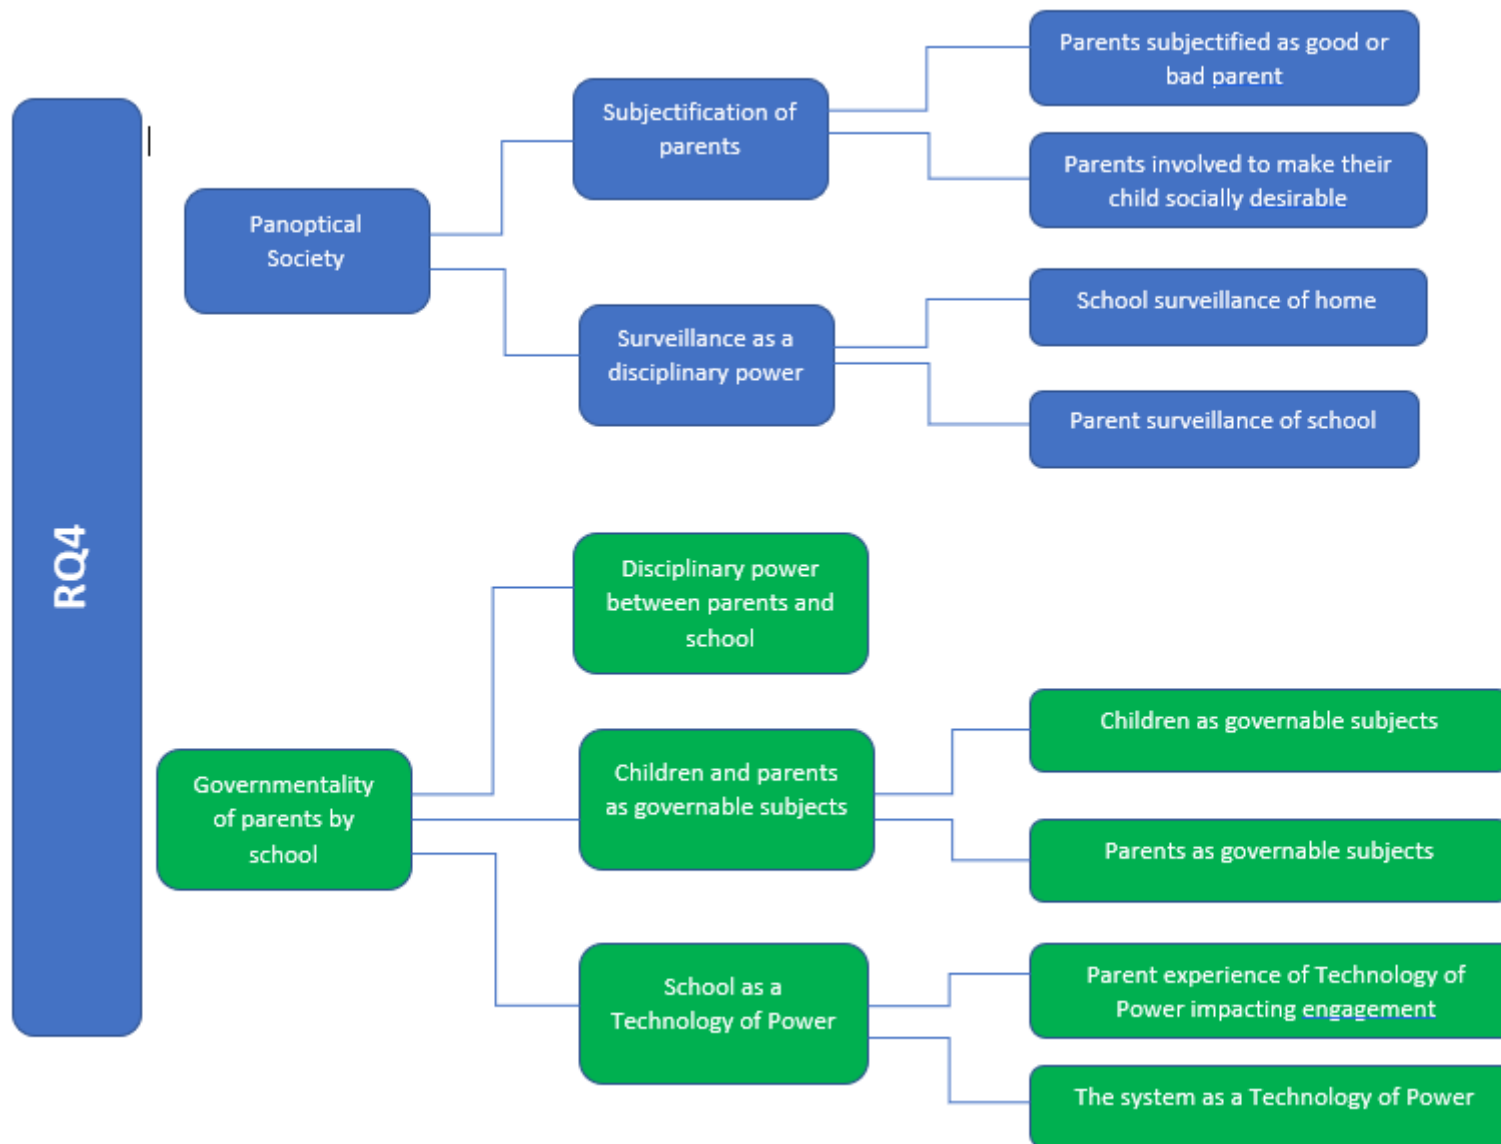 RQ4
Panoptical
Society
Subjectification of
parents
Parents subjectified as good or
bad parent
Parents involved to make their
child socially desirable
Surveillance as a
disciplinary power
School surveillance of home
Parent surveillance of school
Governmentality
of parents by
school
Disciplinary power
between parents and
school
Children and parents
as governable subjects
Children as governable subjects
Parents as governable subjects
School as a
Technology of Power
Parent experience of Technology of
Power impacting engagement
The system as a Technology of Power